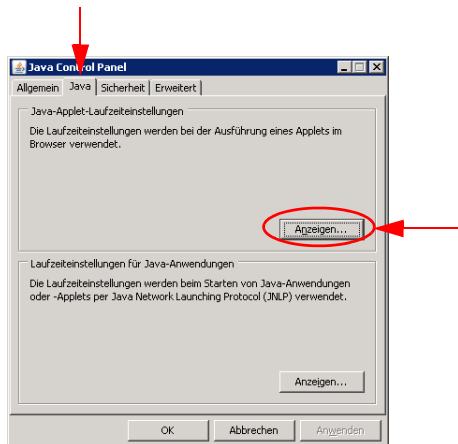 Java Control Panel
Allgemein Java Sicherheit Erweitert
Java-Applet-Laufzeiteinstellungen
Die Laufzeiteinstellungen werden bei der Ausführung eines Applets im
Browser verwendet.
Anzeigen...
Laufzeiteinstellungen für Java-Anwendungen
Die Laufzeiteinstellungen werden beim Starten von Java-Anwendungen
oder -Applets per Java Network Launching Protocol (JNLP) verwendet.
Anzeigen...
OK Abbrechen Anwenden